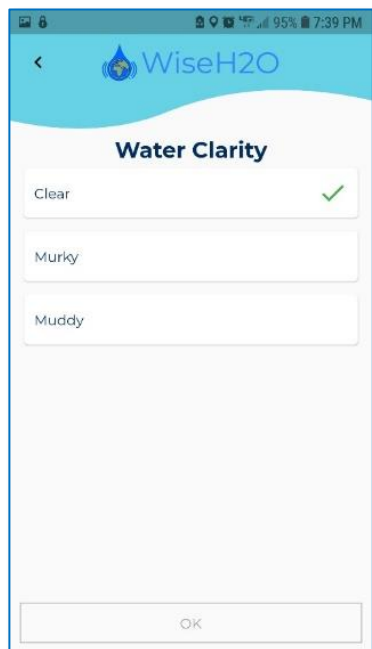 95% 7:39 PM
WiseH2O
Water Clarity
Clear
Murky
Muddy
OK